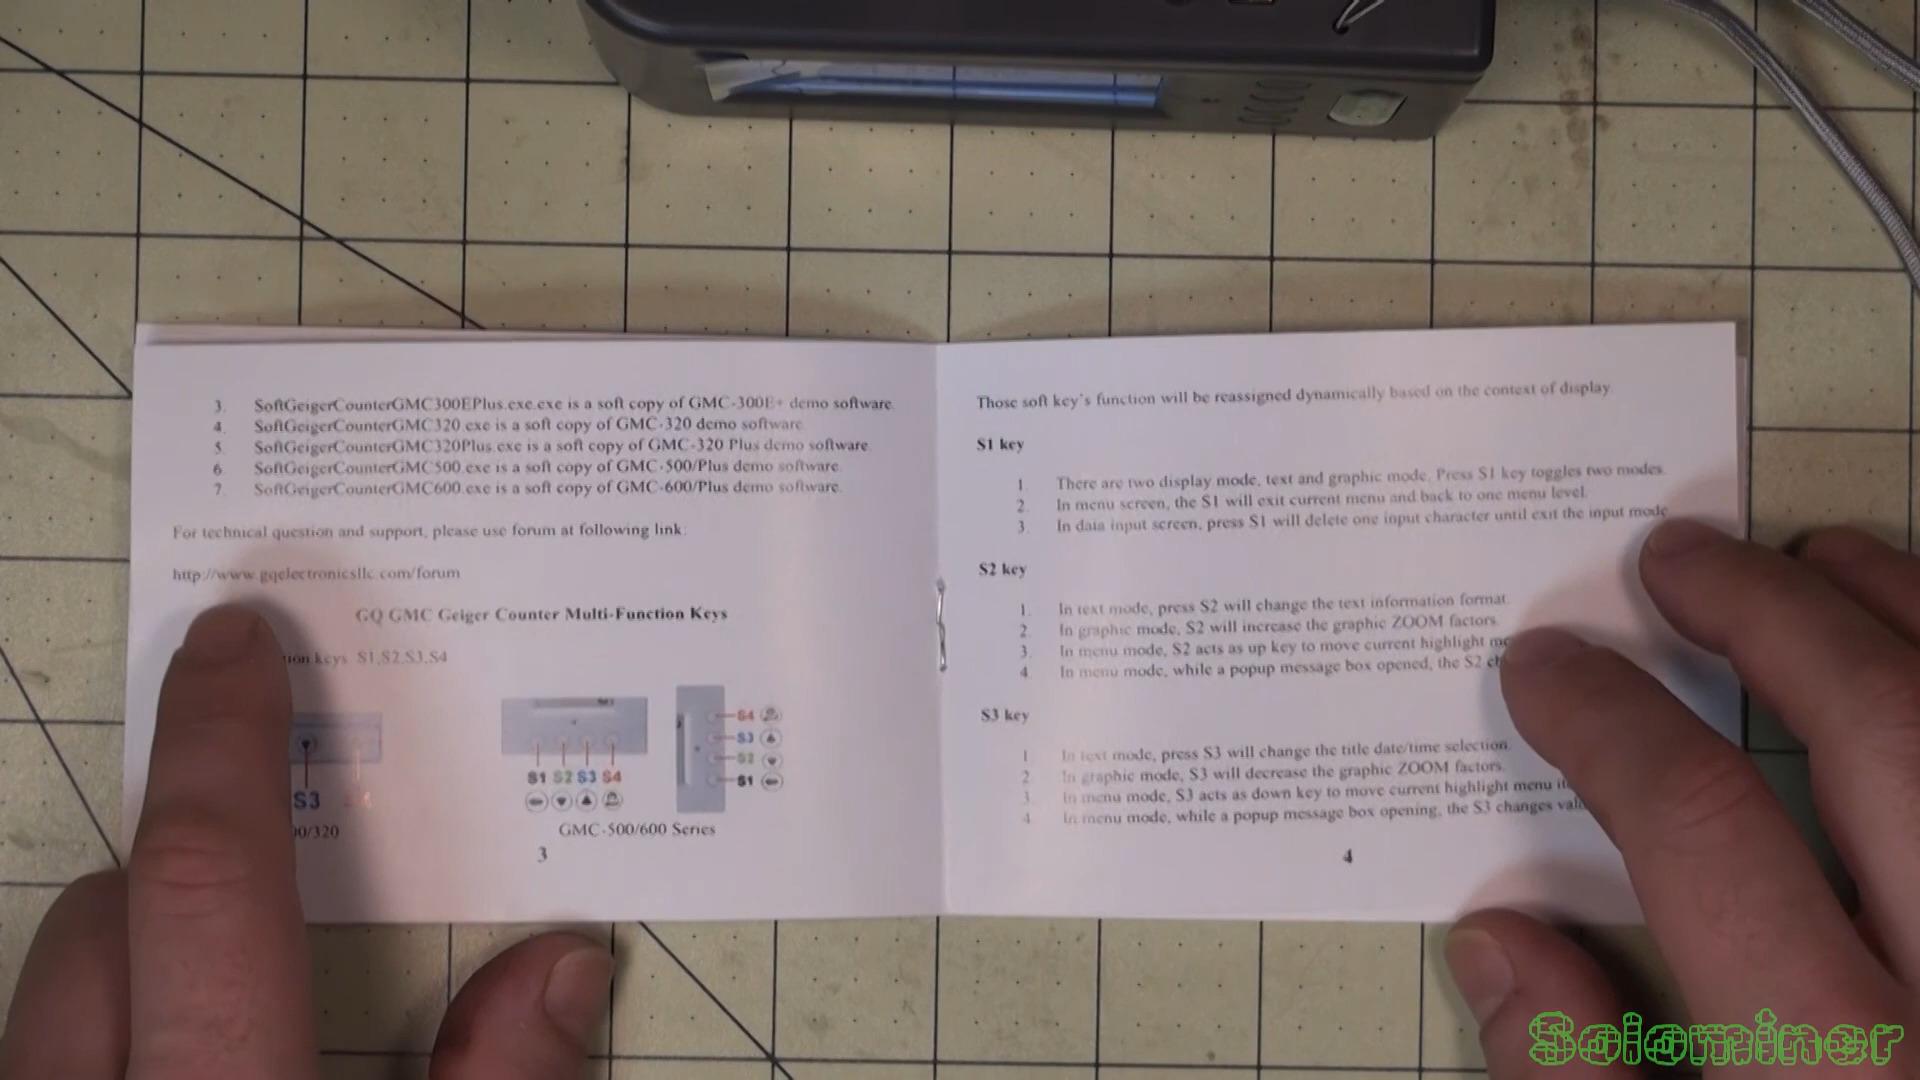 3. SoftGeigerCounterGMC300EPlus.exe.exe is a soft copy of GMC-300E+ demo software.
4. SoftGeigerCounterGMC320.exe is a soft copy of GMC-320 demo software.
5. SoftGeigerCounterGMC320Plus.exe is a soft copy of GMC-320 Plus demo software.
6. SoftGeigerCounterGMC500.exe is a soft copy of GMC-500/Plus demo software.
7. SoftGeigerCounterGMC600.exe is a soft copy of GMC-600/Plus demo software.
For technical question and support, please use forum at following link:
http://www.gqelectronicsllc.com/forum
GQ GMC Geiger Counter Multi-Function Keys
keys S1,S2,S3,S4
S3
S1 S2 S3 S4
S4
S3
S2
S1
/320
GMC-500/600 Series
3
Those soft key's function will be reassigned dynamically based on the context of display.
S1 key
1. There are two display mode, text and graphic mode. Press S1 key toggles two modes.
2. In menu screen, the S1 will exit current menu and back to one menu level.
3. In data input screen, press S1 will delete one input character until exit the input mode
S2 key
1. In text mode, press S2 will change the text information format.
2. In graphic mode, S2 will increase the graphic ZOOM factors.
3. In menu mode, S2 acts as up key to move current highlight
4. In menu mode, while a popup message box opened, the S2
S3 key
1 In text mode, press S3 will change the title date/time selection.
2 In graphic mode, S3 will decrease the graphic ZOOM factors.
3. In menu mode, S3 acts as down key to move current highlight menu
4 In menu mode, while a popup message box opening, the S3 changes
4
Solominer